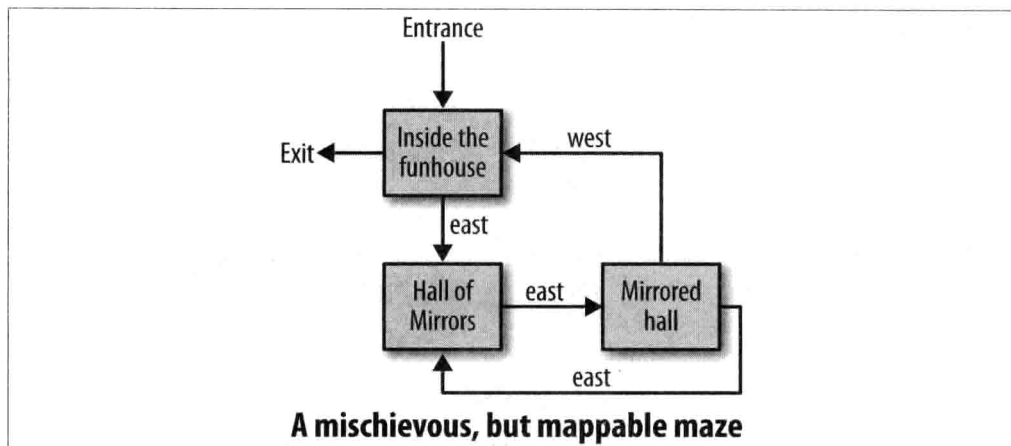 Entrance
Inside the
funhouse
Exit
west
east
Hall of
Mirrors
east
Mirrored
hall
east
A mischievous, but mappable maze